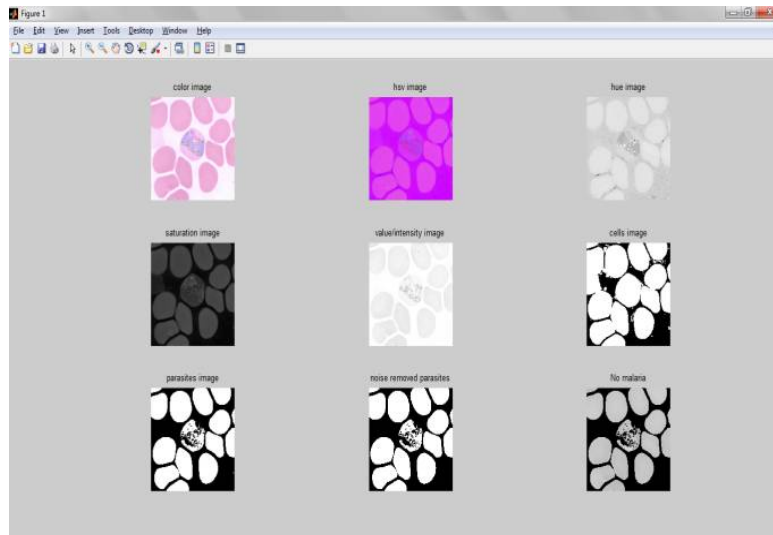 Figure 1
File Edit View Insert Tools Desktop Window Help
color image hsv image hue image
saturation image value/intensity image cells image
parasites image noise removed parasites No malaria